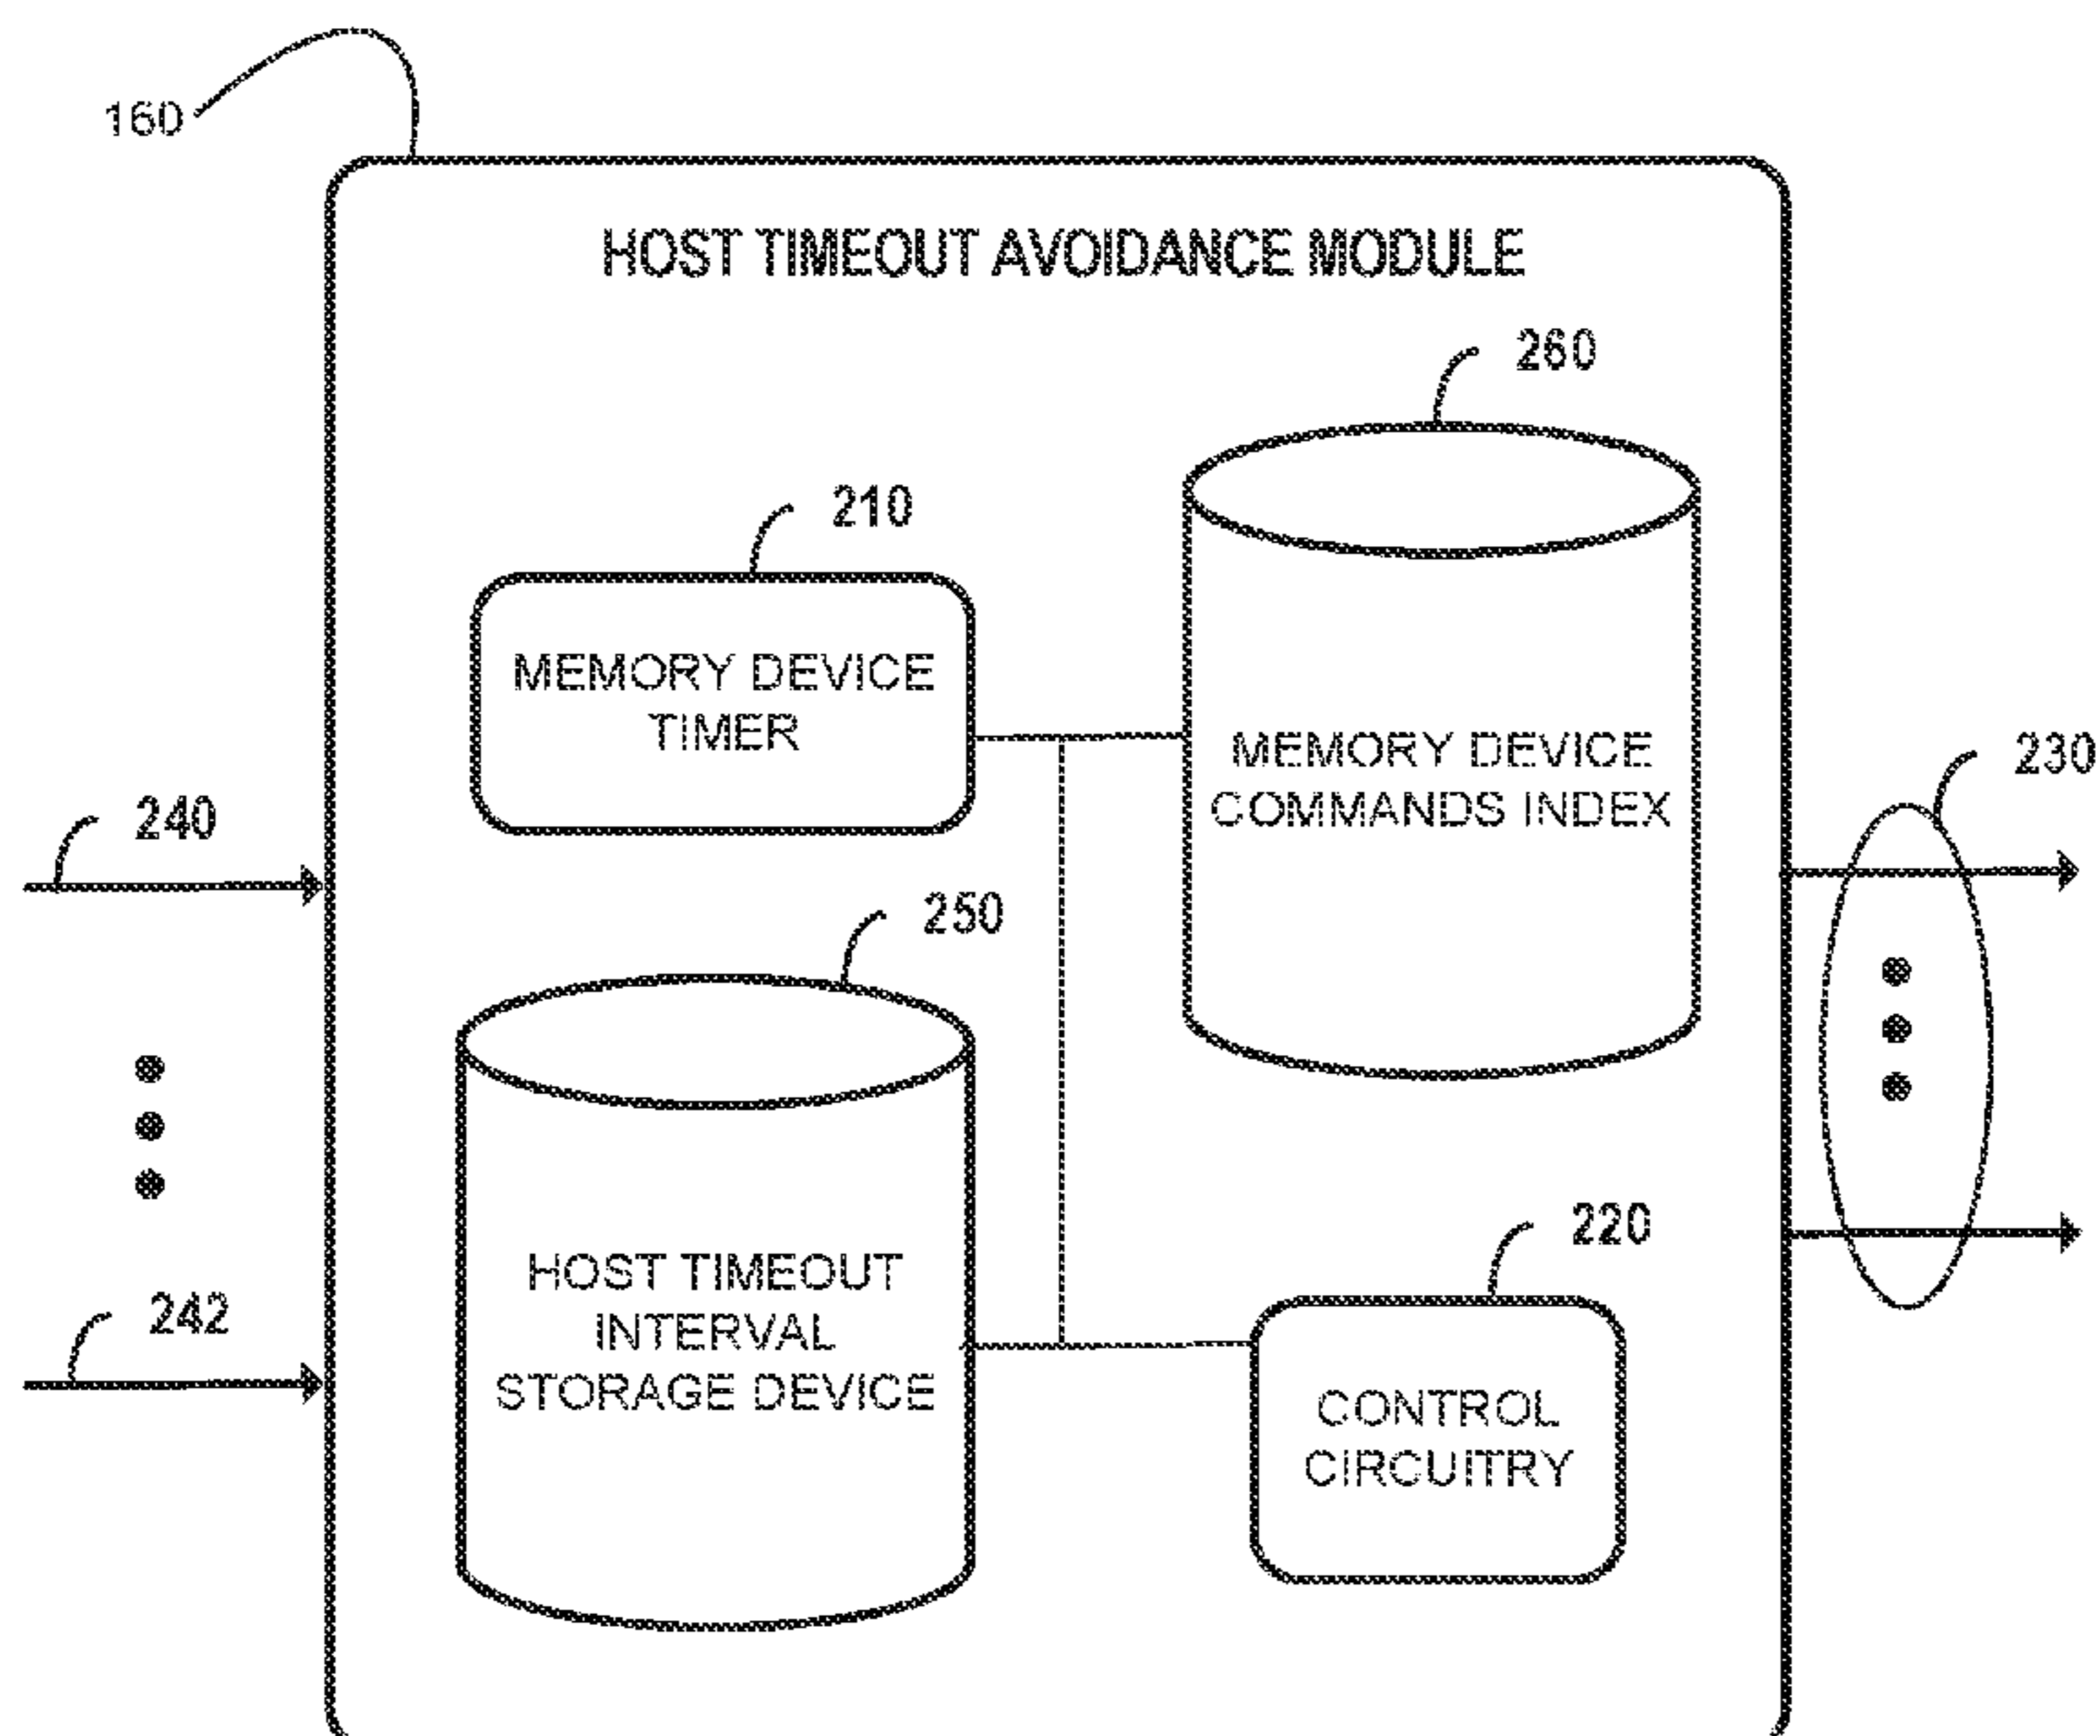 160
HOST TIMEOUT AVOIDANCE MODULE
260
210
MEMORY DEVICE
TIMER
MEMORY DEVICE
COMMANDS INDEX
230
240
250
220
HOST TIMEOUT
INTERVAL
STORAGE DEVICE
242
CONTROL
CIRCUITRY